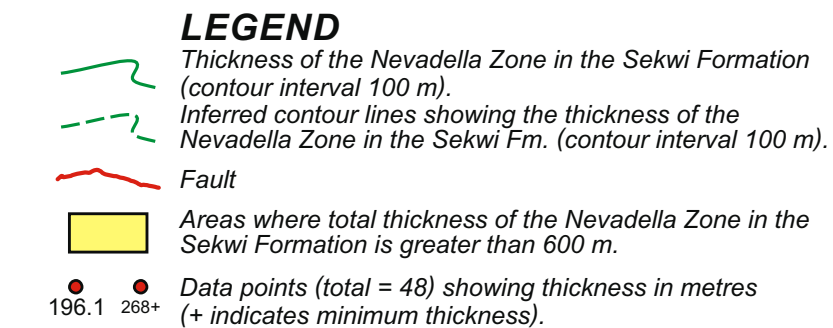 LEGEND
Thickness of the Nevadella Zone in the Sekwi Formation
(contour interval 100 m).
Inferred contour lines showing the thickness of the
Nevadella Zone in the Sekwi Fm. (contour interval 100 m).
Fault
Areas where total thickness of the Nevadella Zone in the
Sekwi Formation is greater than 600 m.
196.1 268+ Data points (total = 48) showing thickness in metres
(+ indicates minimum thickness).